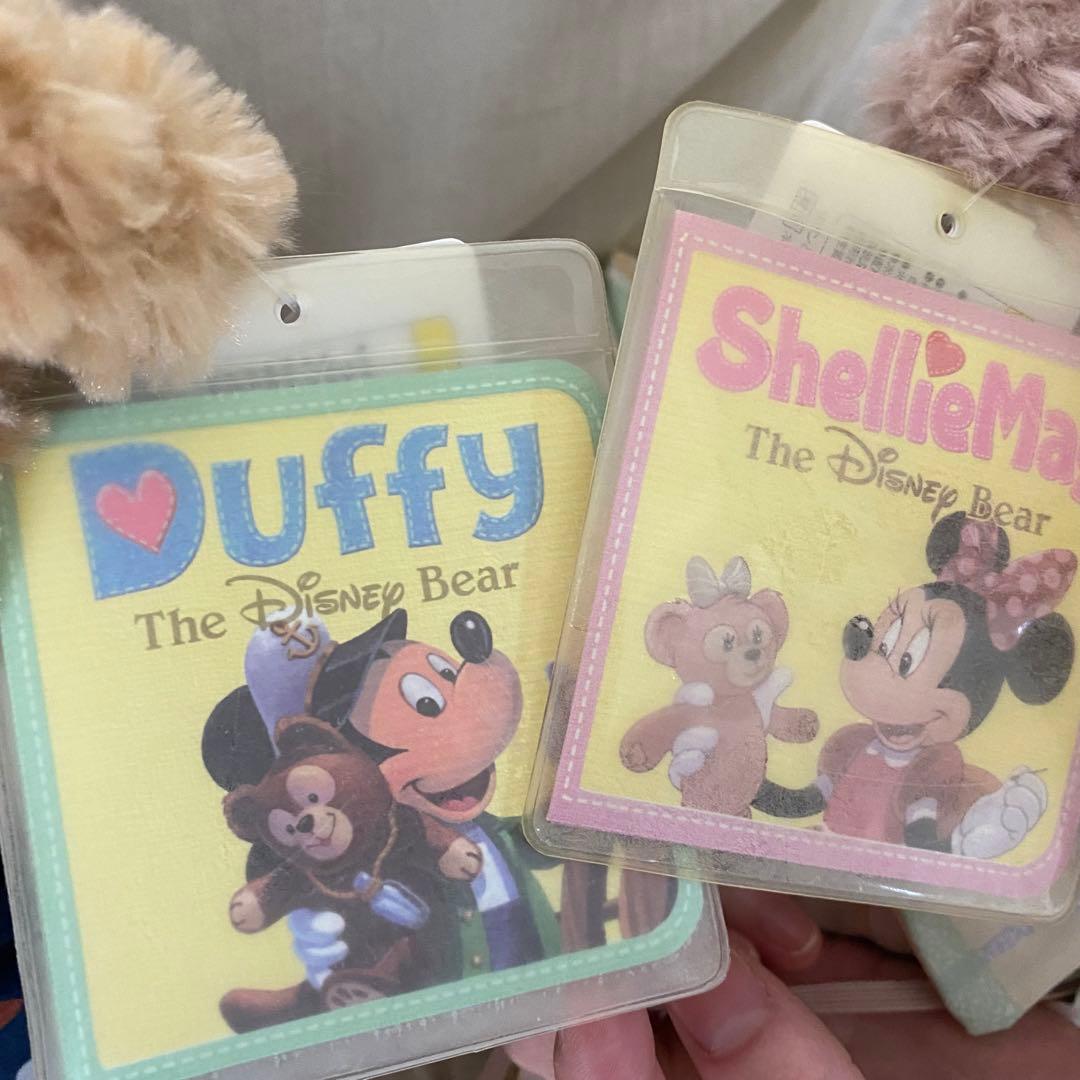 Duffy
The Disney Bear
ShellieMa
The Disney Bear